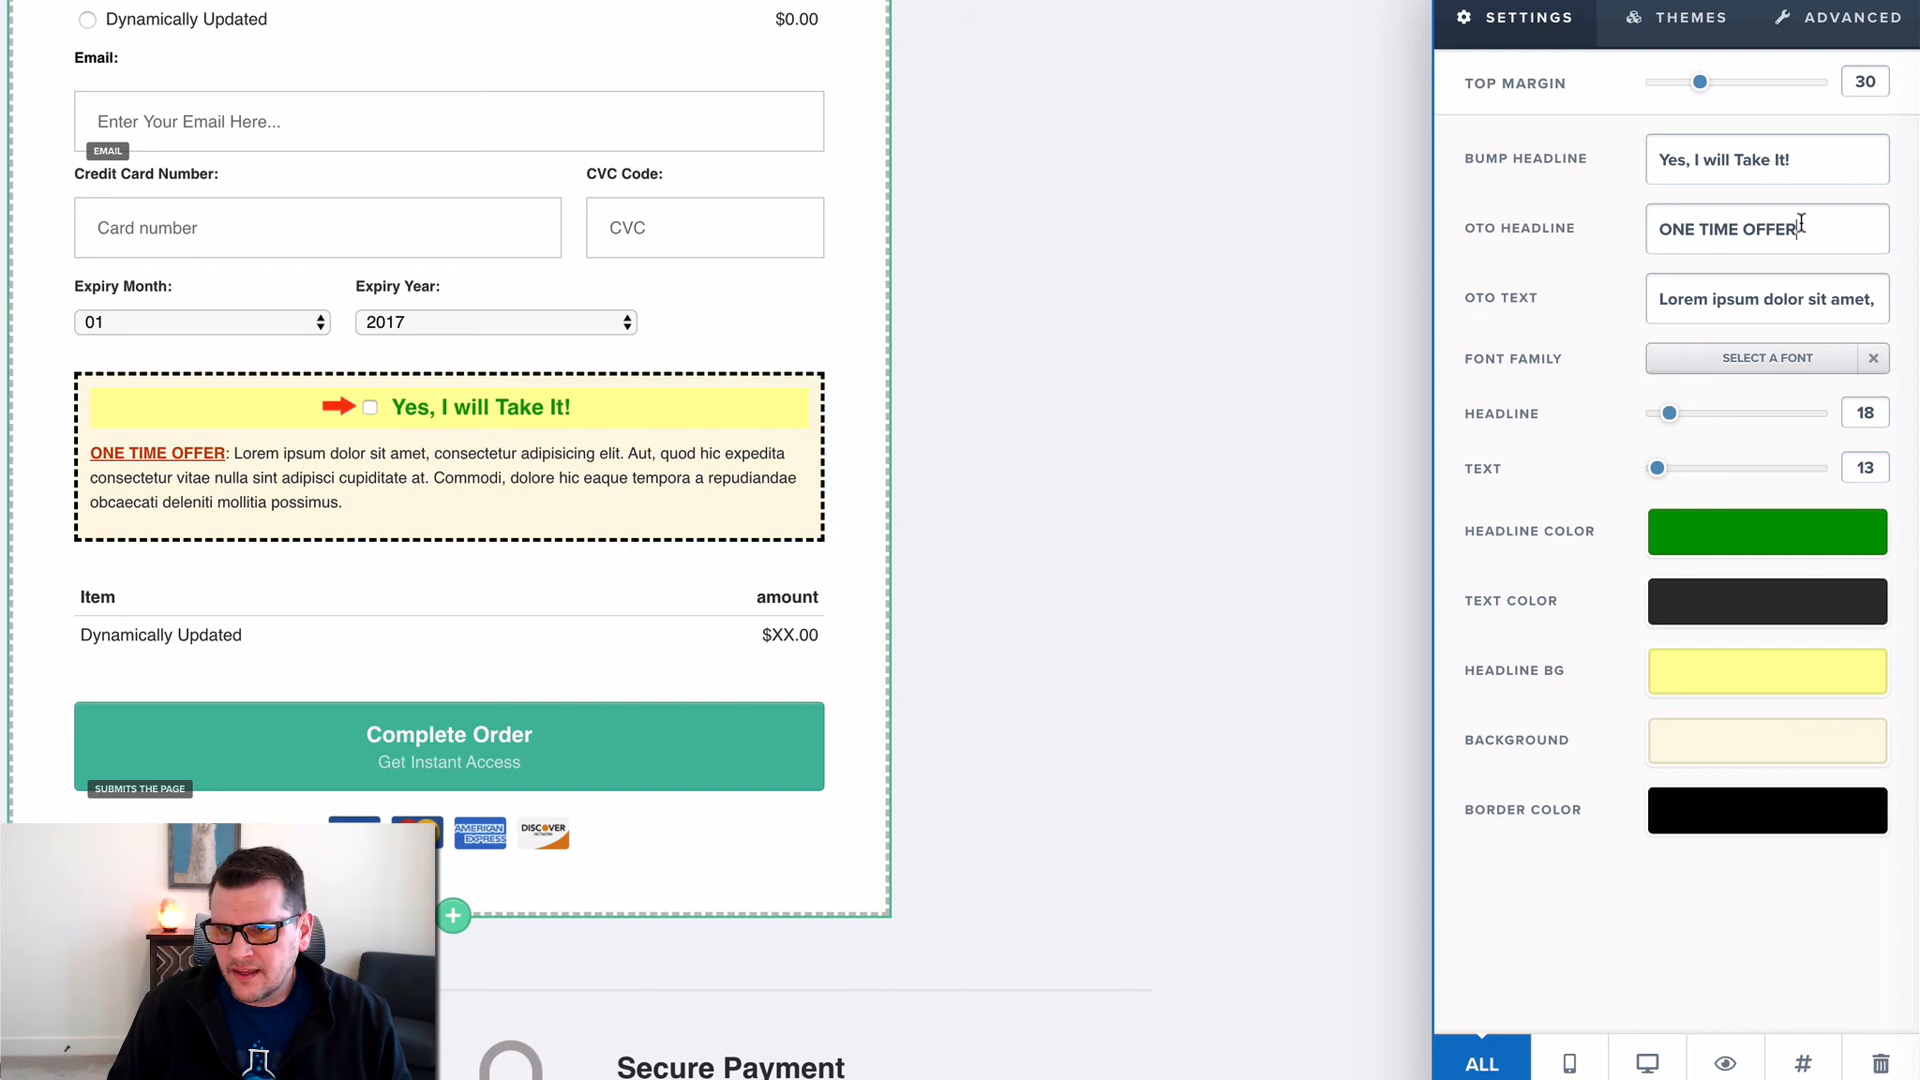 Dynamically Updated $0.00
Email:
Enter Your Email Here...
EMAIL
Credit Card Number: CVC Code:
Card number CVC
Expiry Month: Expiry Year:
01 2017
Yes, I will Take It!
ONE TIME OFFER: Lorem ipsum dolor sit amet, consectetur adipisicing elit. Aut, quod hic expedita
consectetur vitae nulla sint adipisci cupiditate at. Commodi, dolore hic eaque tempora a repudiandae
obcaecati deleniti mollitia possimus.
Item amount
Dynamically Updated $XX.00
Complete Order
Get Instant Access
SUBMITS THE PAGE
AMERICAN EXPRESS
DISCOVER
NETWORK
Secure Payment
SETTINGS THEMES ADVANCED
TOP MARGIN 30
BUMP HEADLINE Yes, I will Take It!
OTO HEADLINE ONE TIME OFFER
OTO TEXT Lorem ipsum dolor sit amet,
FONT FAMILY SELECT A FONT
HEADLINE 18
TEXT 13
HEADLINE COLOR
TEXT COLOR
HEADLINE BG
BACKGROUND
BORDER COLOR
ALL #